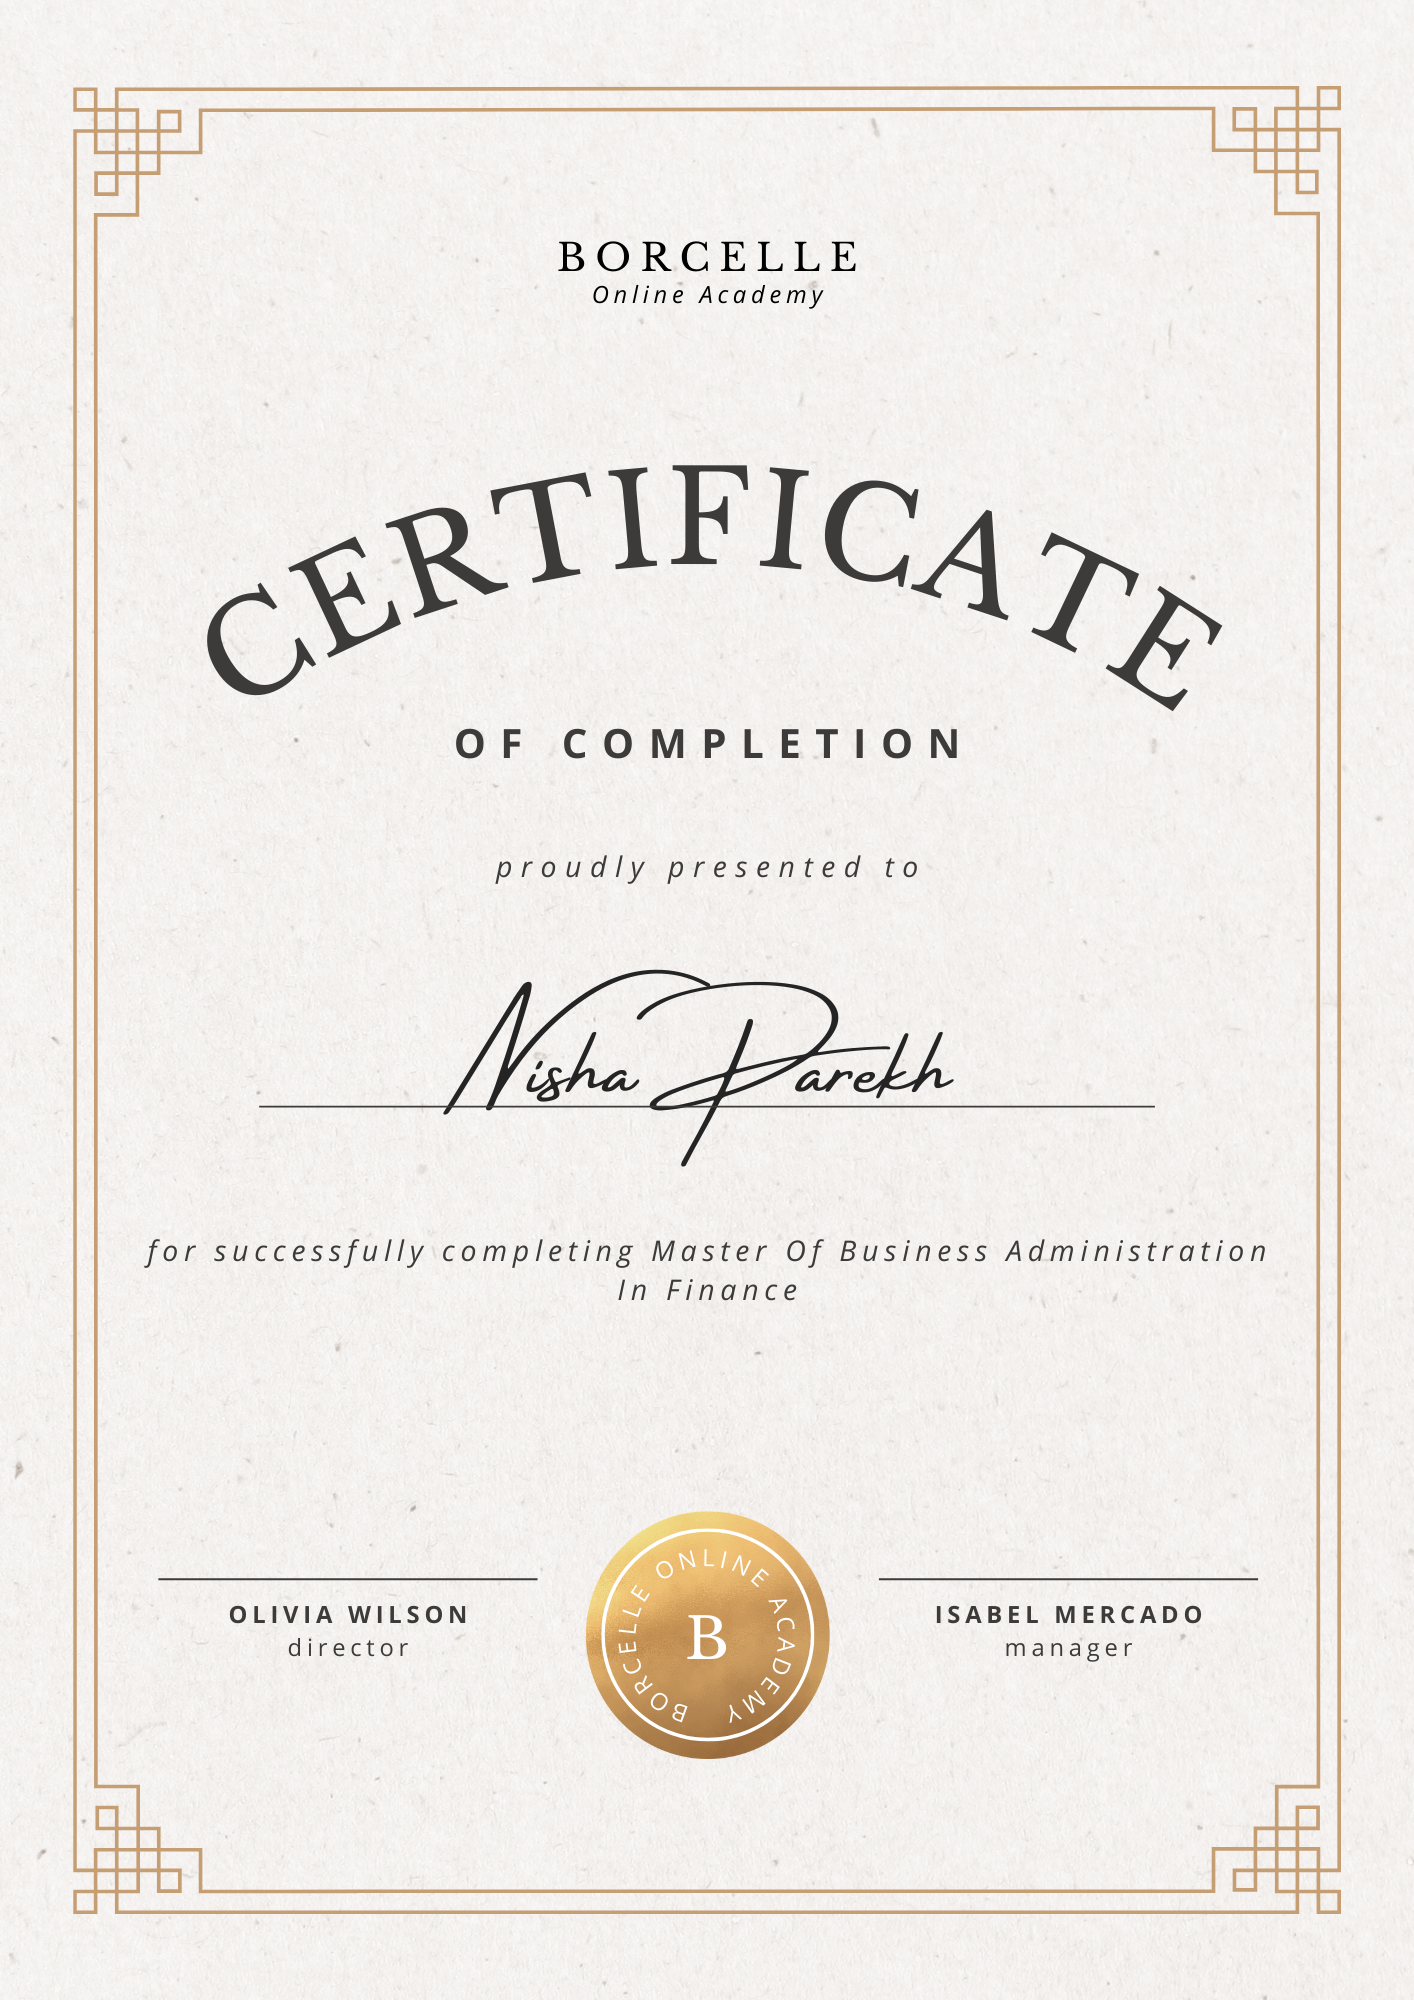 BORCELLE
Online Academy
CERTIFICATE
OF COMPLETION
proudly presented to
Nisha Parekh
for successfully completing Master Of Business Administration
In Finance
OLIVIA WILSON
director
BORCELLE ONLINE ACADEMY
B
ISABEL MERCADO
manager